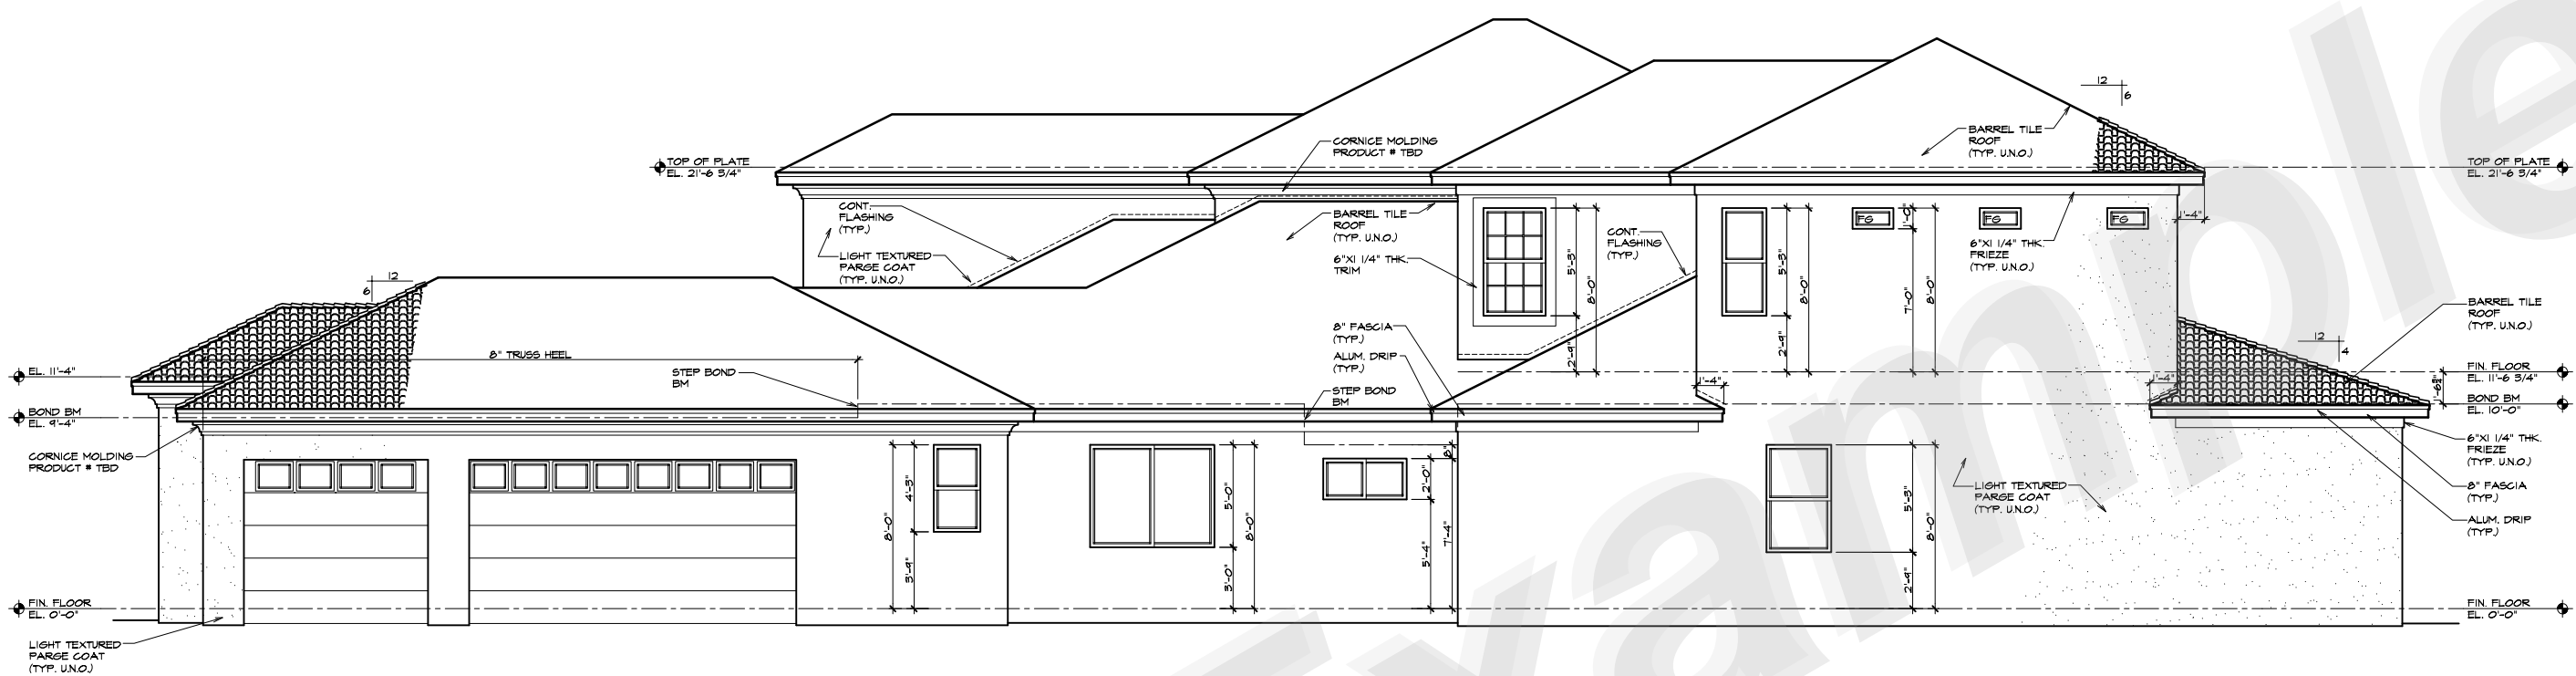 12
6
BARREL TILE
ROOF
(TYP. U.N.O.)
CORNICE MOLDING
PRODUCT # TBD
TOP OF PLATE
EL. 21'-6 3/4"
TOP OF PLATE
EL. 21'-6 3/4"
CONT.
FLASHING
(TYP.)
LIGHT TEXTURED
PARGE COAT
(TYP. U.N.O.)
BARREL TILE
ROOF
(TYP. U.N.O.)
6"X1 1/4" THK.
TRIM
5'-3"
8'-0"
2'-9"
CONT.
FLASHING
(TYP.)
5'-3"
8'-0"
2'-9"
FG
1'-0"
7'-0"
8'-0"
FG
FG
1'-4"
6"X1 1/4" THK.
FRIEZE
(TYP. U.N.O.)
12
6
8" TRUSS HEEL
STEP BOND
BM
8" FASCIA
(TYP.)
ALUM. DRIP
(TYP.)
STEP BOND
BM
1'-4"
1'-4"
12
4
BARREL TILE
ROOF
(TYP. U.N.O.)
EL. 11'-4"
BOND BM
EL. 9'-4"
FIN. FLOOR
EL. 11'-6 3/4"
BOND BM
EL. 10'-0"
CORNICE MOLDING
PRODUCT # TBD
8'-0"
4'-3"
3'-9"
5'-0"
3'-0"
8'-0"
8"
2'-0"
5'-4"
7'-4"
5'-3"
2'-9"
8'-0"
LIGHT TEXTURED
PARGE COAT
(TYP. U.N.O.)
6"X1 1/4" THK.
FRIEZE
(TYP. U.N.O.)
8" FASCIA
(TYP.)
ALUM. DRIP
(TYP.)
FIN. FLOOR
EL. 0'-0"
FIN. FLOOR
EL. 0'-0"
LIGHT TEXTURED
PARGE COAT
(TYP. U.N.O.)
Example